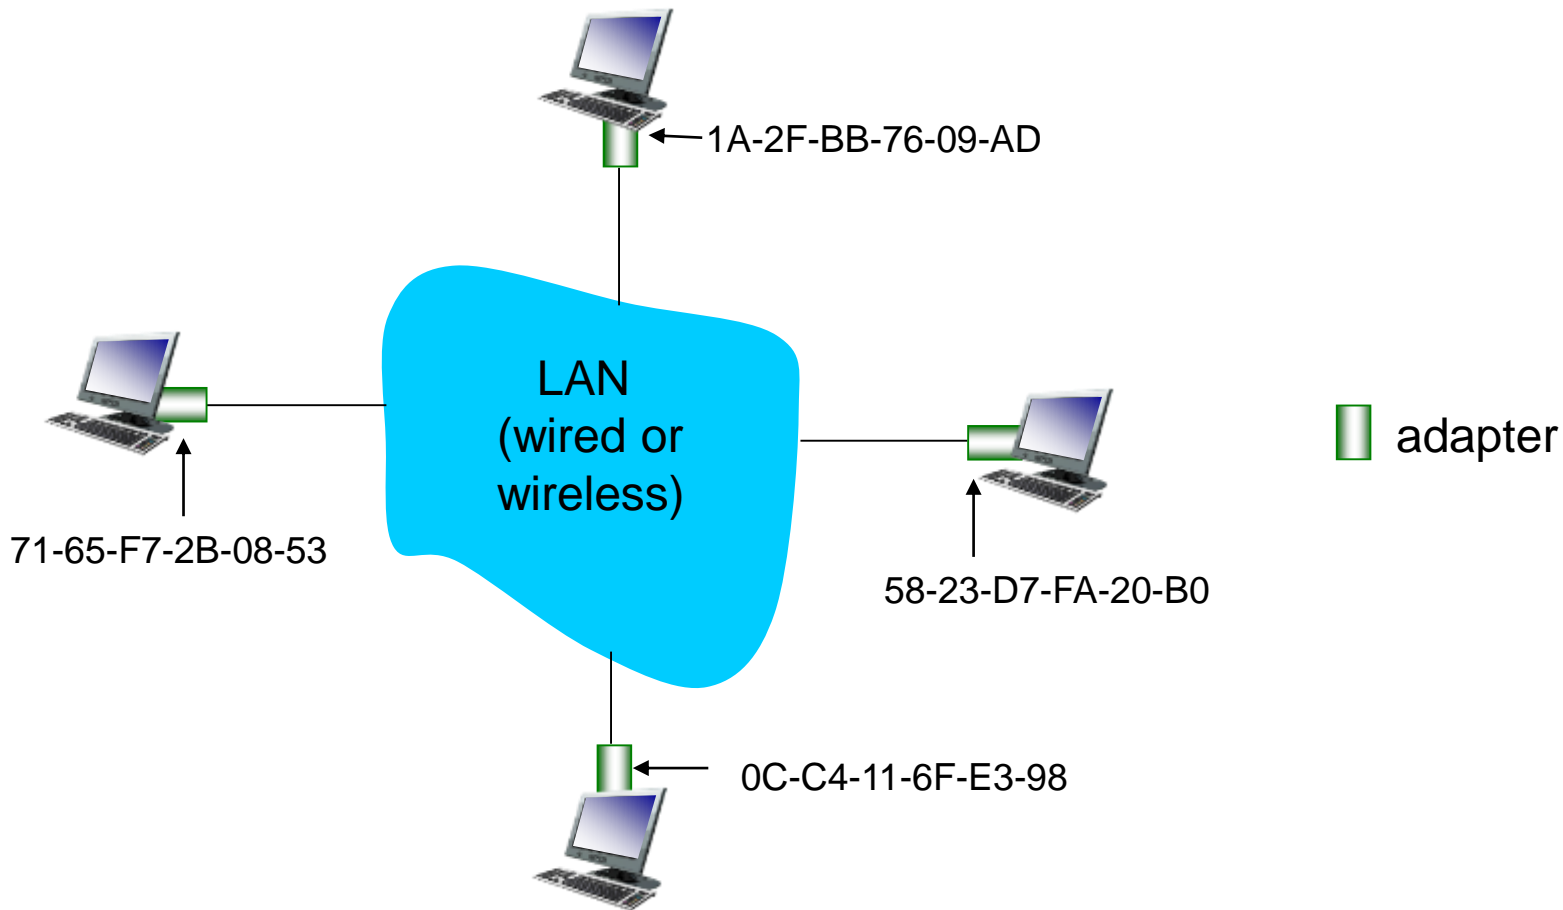 1A-2F-BB-76-09-AD
LAN
(wired or
wireless)
adapter
71-65-F7-2B-08-53
58-23-D7-FA-20-B0
0C-C4-11-6F-E3-98